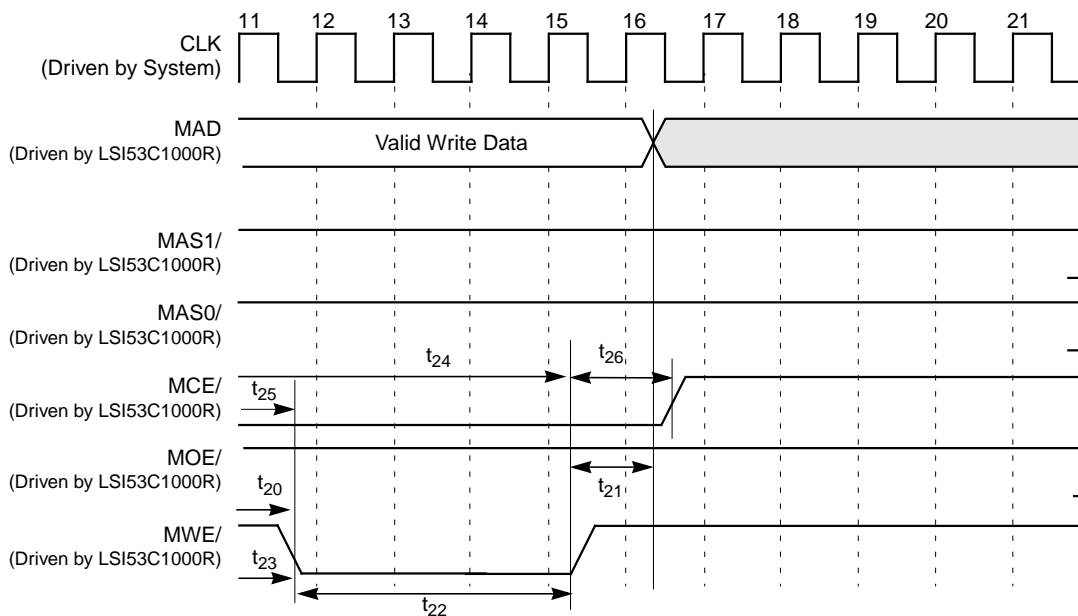 11 12 13 14 15 16 17 18 19 20 21
CLK
(Driven by System)
MAD
(Driven by LSI53C1000R)
Valid Write Data
MAS1/
(Driven by LSI53C1000R)
MAS0/
(Driven by LSI53C1000R)
t24
t26
MCE/
(Driven by LSI53C1000R)
t25
MOE/
(Driven by LSI53C1000R)
t21
t20
MWE/
(Driven by LSI53C1000R)
t23
t22